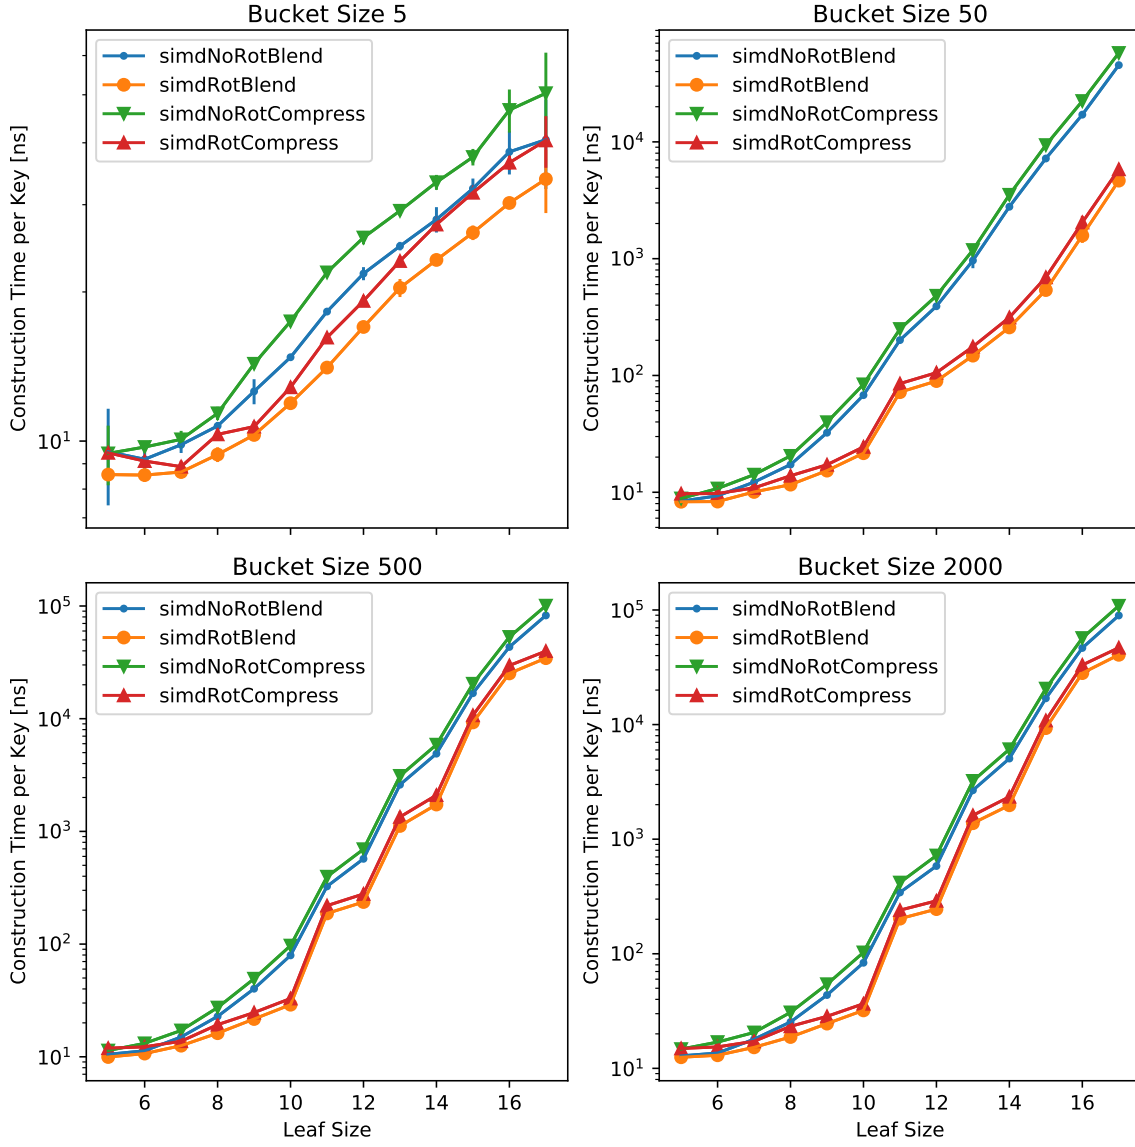 Bucket Size 5
simdNoRotBlend
simdRotBlend
simdNoRotCompress
simdRotCompress
Construction Time per Key [ns]
10¹
Bucket Size 50
simdNoRotBlend
simdRotBlend
simdNoRotCompress
simdRotCompress
Construction Time per Key [ns]
10⁴
10³
10²
10¹
Bucket Size 500
simdNoRotBlend
simdRotBlend
simdNoRotCompress
simdRotCompress
Construction Time per Key [ns]
10⁵
10⁴
10³
10²
10¹
6 8 10 12 14 16
Leaf Size
Bucket Size 2000
simdNoRotBlend
simdRotBlend
simdNoRotCompress
simdRotCompress
Construction Time per Key [ns]
10⁵
10⁴
10³
10²
10¹
6 8 10 12 14 16
Leaf Size